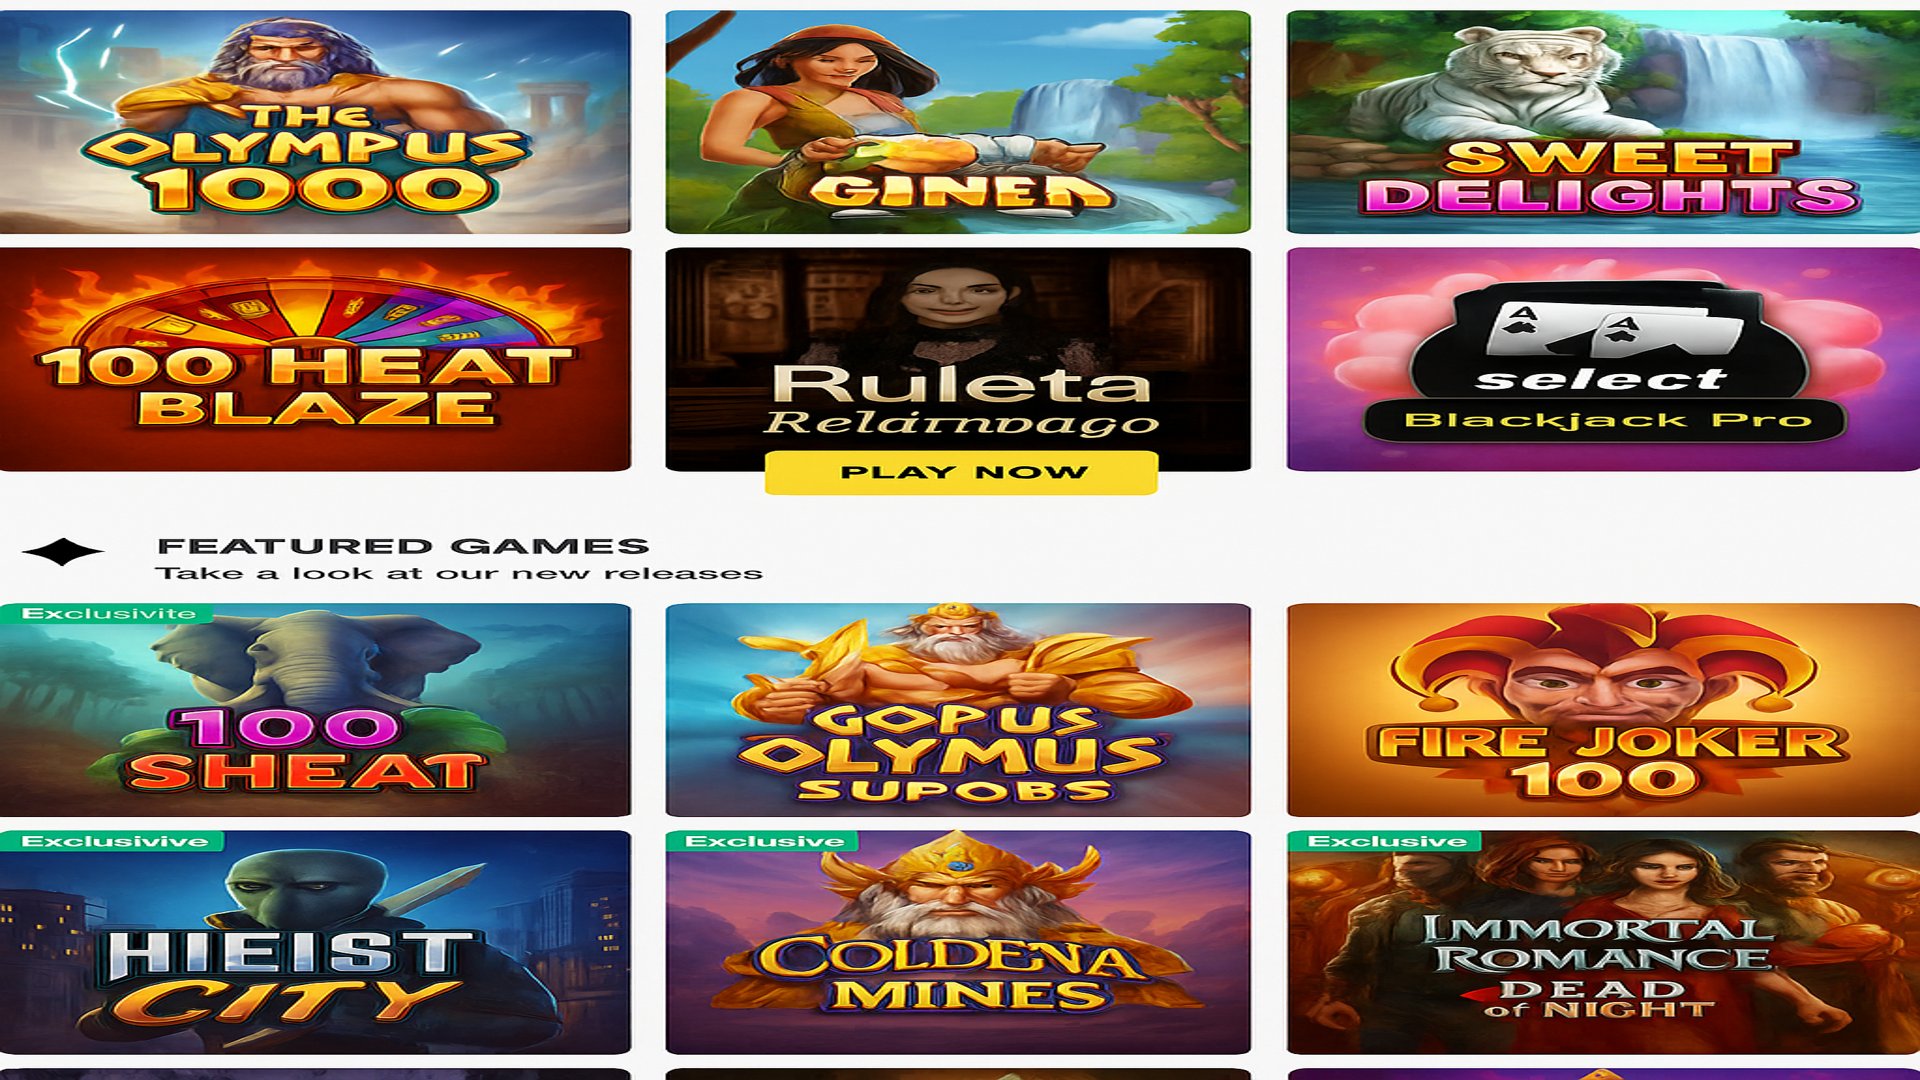 THE
OLYMPUS
1000
GINEA
SWEET
DELIGHTS
100 HEAT
BLAZE
Ruleta
Relárnvago
PLAY NOW
select
Blackjack Pro
FEATURED GAMES
Take a look at our new releases
Exclusivite
100
SHEAT
GOPUS
OLYMUS
SUPOBS
FIRE JOKER
100
Exclusivive
HIEIST
CITY
Exclusive
COLDEVA
MINES
Exclusive
IMMORTAL
ROMANCE
DEAD
of NIGHT